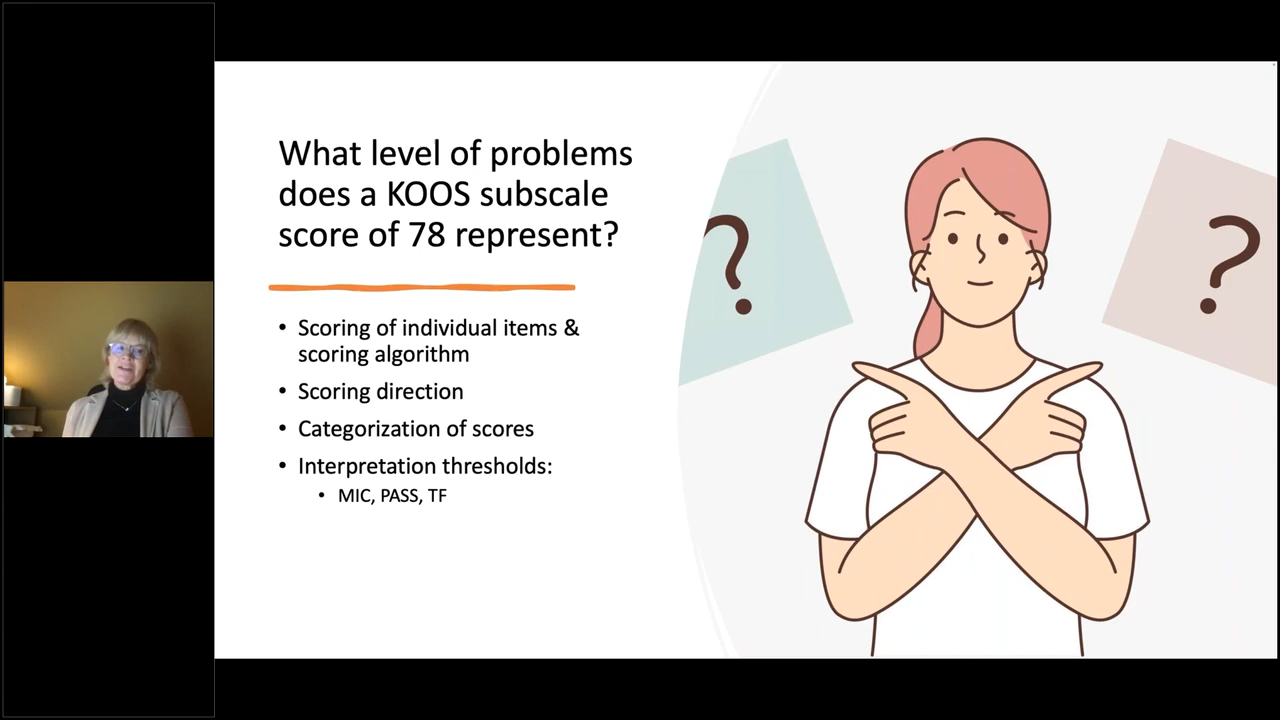 What level of problems
does a KOOS subscale
score of 78 represent?
• Scoring of individual items &
scoring algorithm
• Scoring direction
• Categorization of scores
• Interpretation thresholds:
• MIC, PASS, TF
?
?